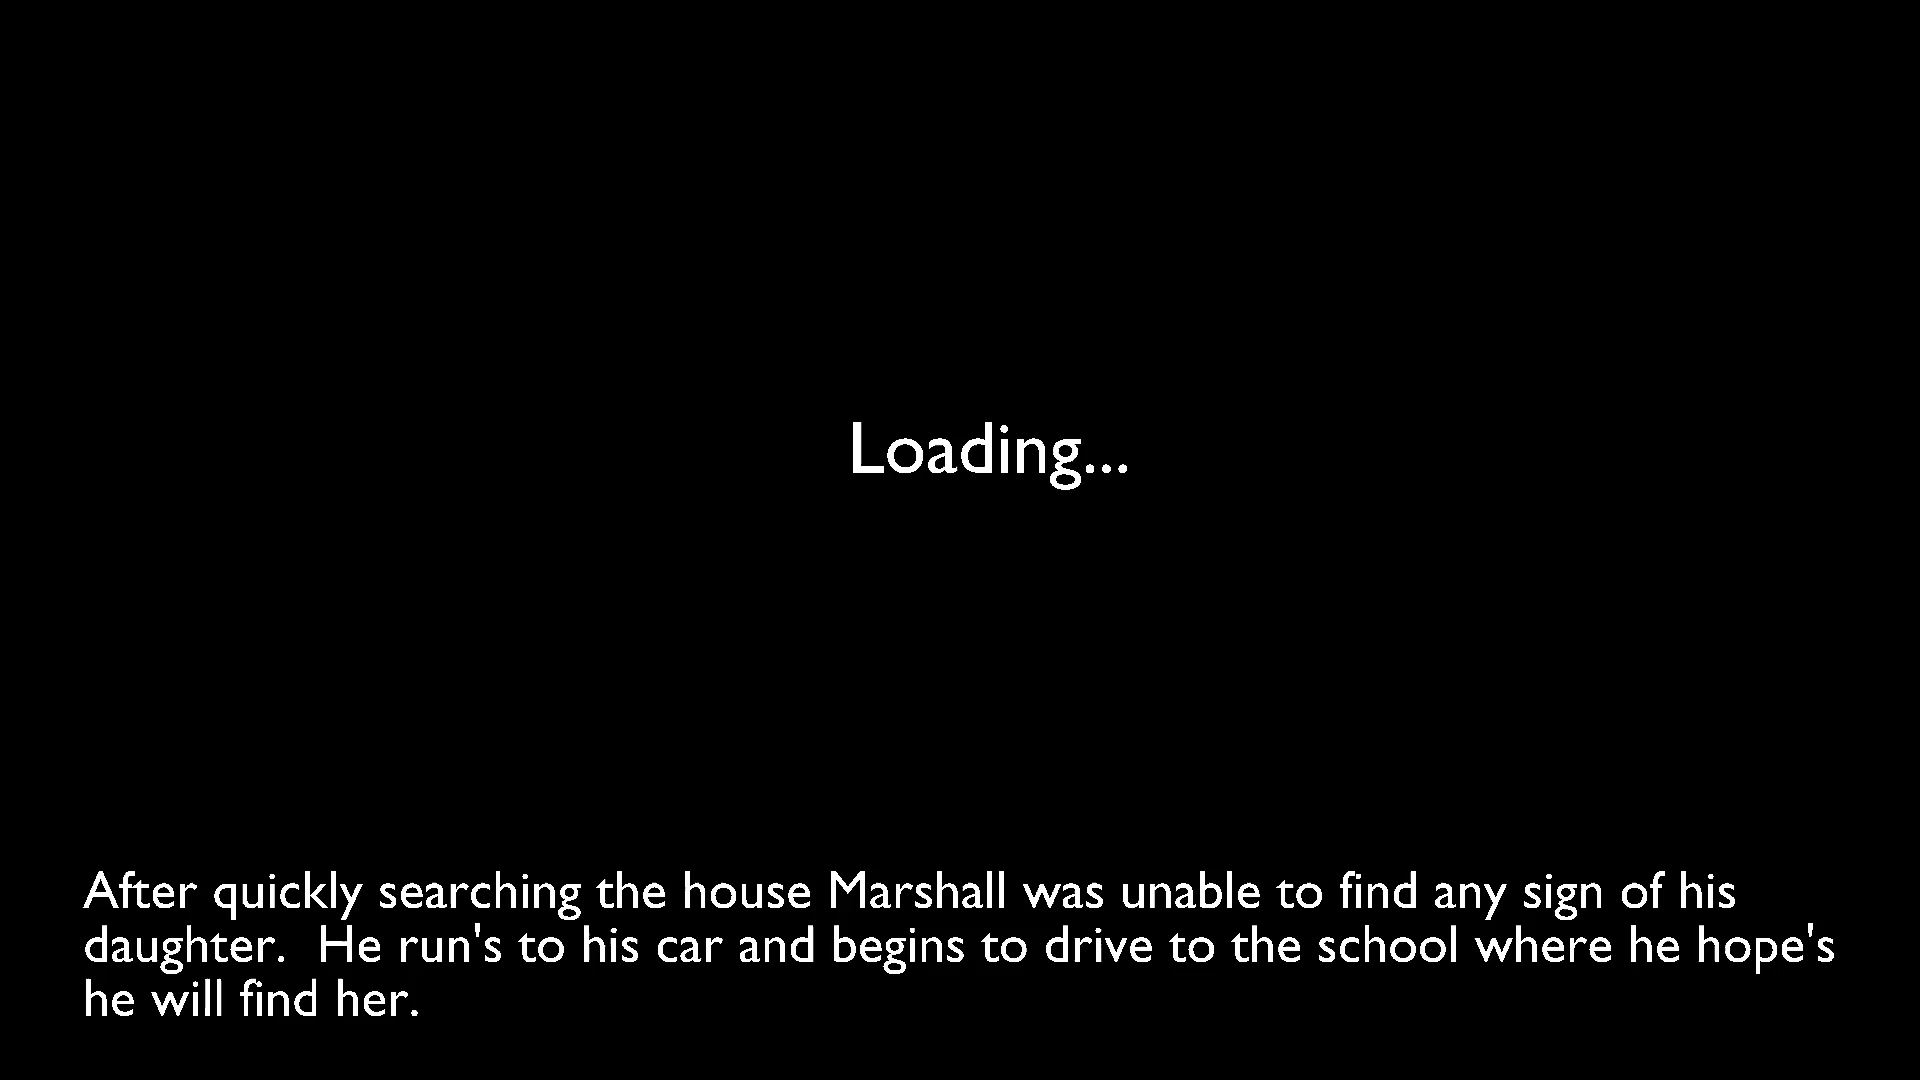 Loading...
After quickly searching the house Marshall was unable to find any sign of his
daughter.  He run's to his car and begins to drive to the school where he hope's
he will find her.